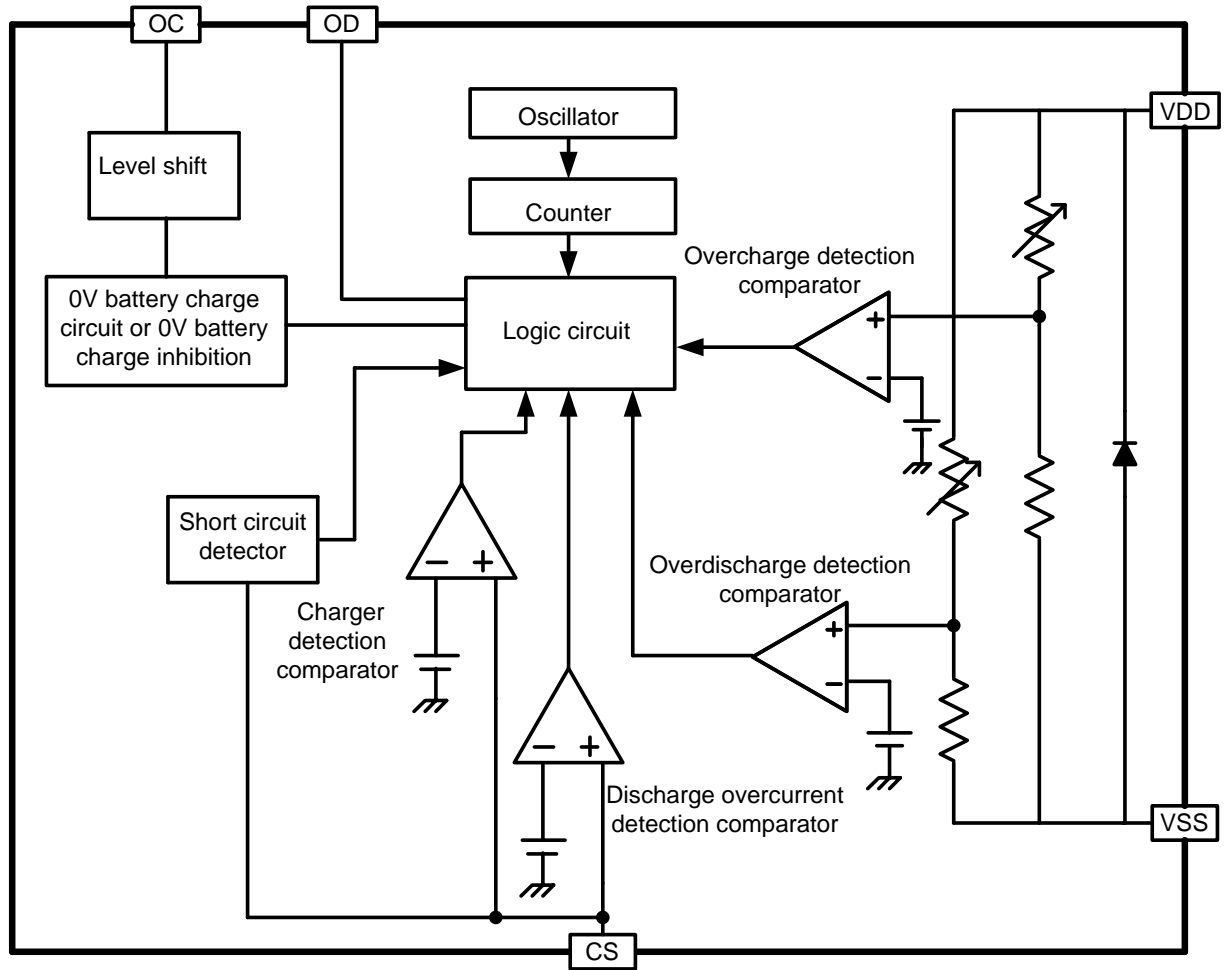 OC
OD
VDD
Oscillator
Level shift
Counter
Overcharge detection
comparator
0V battery charge
circuit or 0V battery
charge inhibition
Logic circuit
+
−
Short circuit
detector
− +
Overdischarge detection
comparator
Charger
detection
comparator
+
−
− +
Discharge overcurrent
detection comparator
VSS
CS